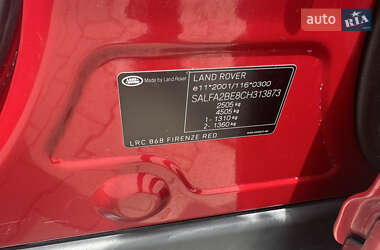 auto RIA
LAND ROVER
Made by Land Rover
e11*2001/116*0300
SALFA2BE8CH313873
2505 kg
4505 kg
1- 1310 kg
2- 1360 kg
LRC 868 FIRENZE RED